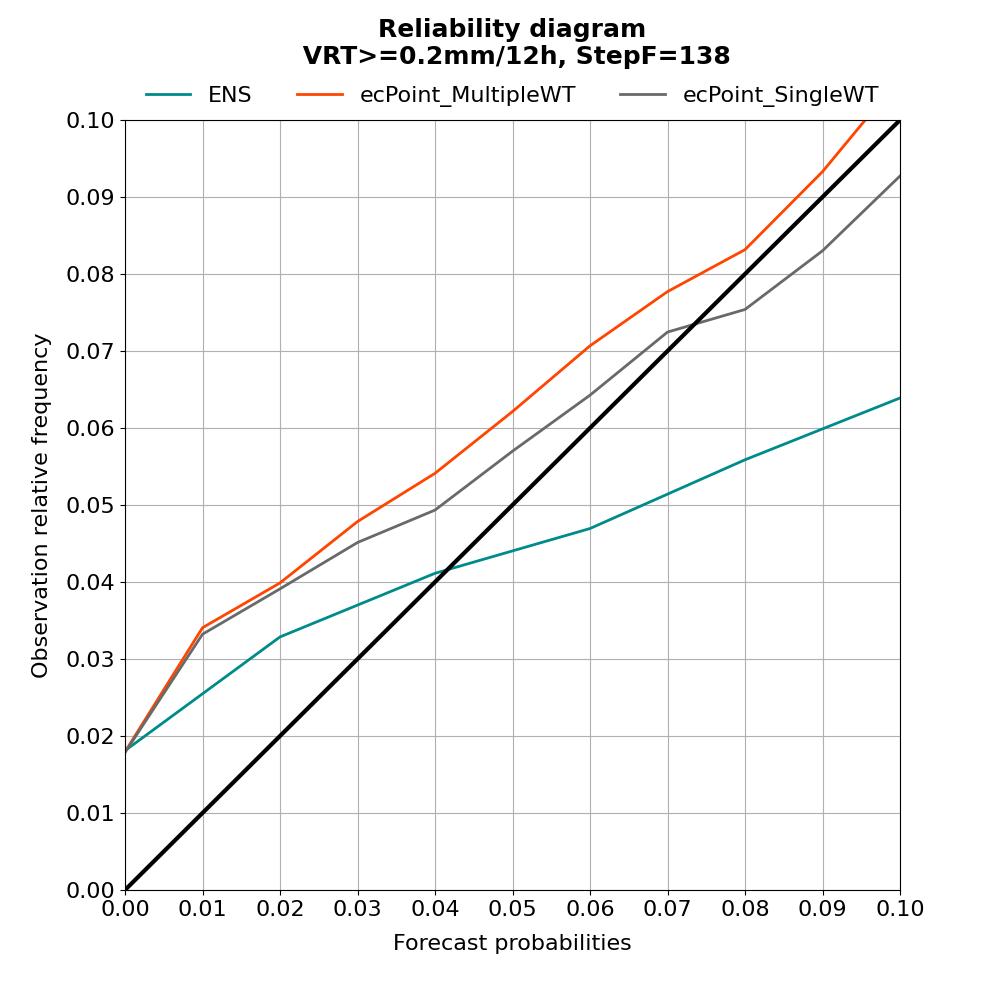 Reliability diagram
VRT>=0.2mm/12h, StepF=138
ENS ecPoint_MultipleWT ecPoint_SingleWT
0.10
0.09
0.08
0.07
0.06
0.05
0.04
0.03
0.02
0.01
0.00
Observation relative frequency
0.00 0.01 0.02 0.03 0.04 0.05 0.06 0.07 0.08 0.09 0.10
Forecast probabilities